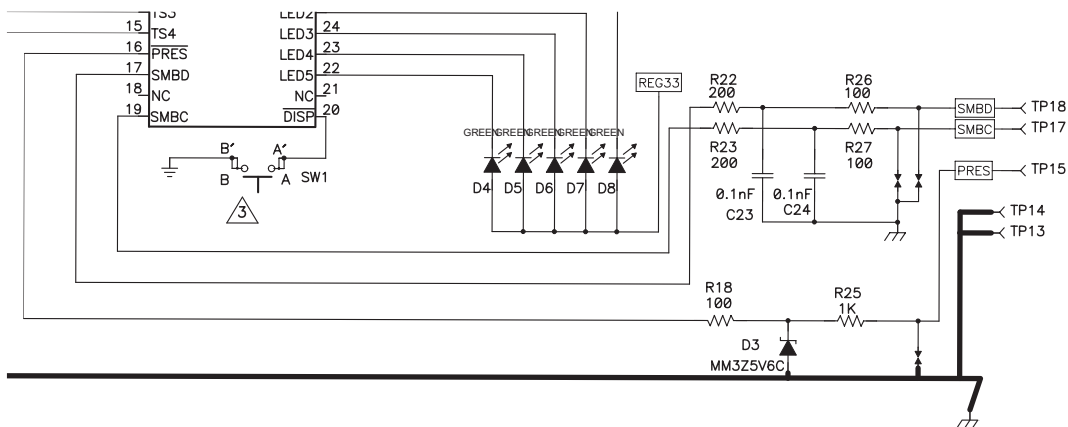 TS3
LED2
15 TS4
LED3 24
16 PRES
LED4 23
17 SMBD
LED5 22
18 NC
NC 21
19 SMBC
DISP 20
REG33
R22
200
R26
100
SMBD TP18
SMBC TP17
R23
200
R27
100
GREEN GREEN GREEN GREEN GREEN
B' A'
B A SW1
3
D4 D5 D6 D7 D8
0.1nF
C23
0.1nF
C24
PRES TP15
TP14
TP13
R18
100
R25
1K
D3
MM3Z5V6C